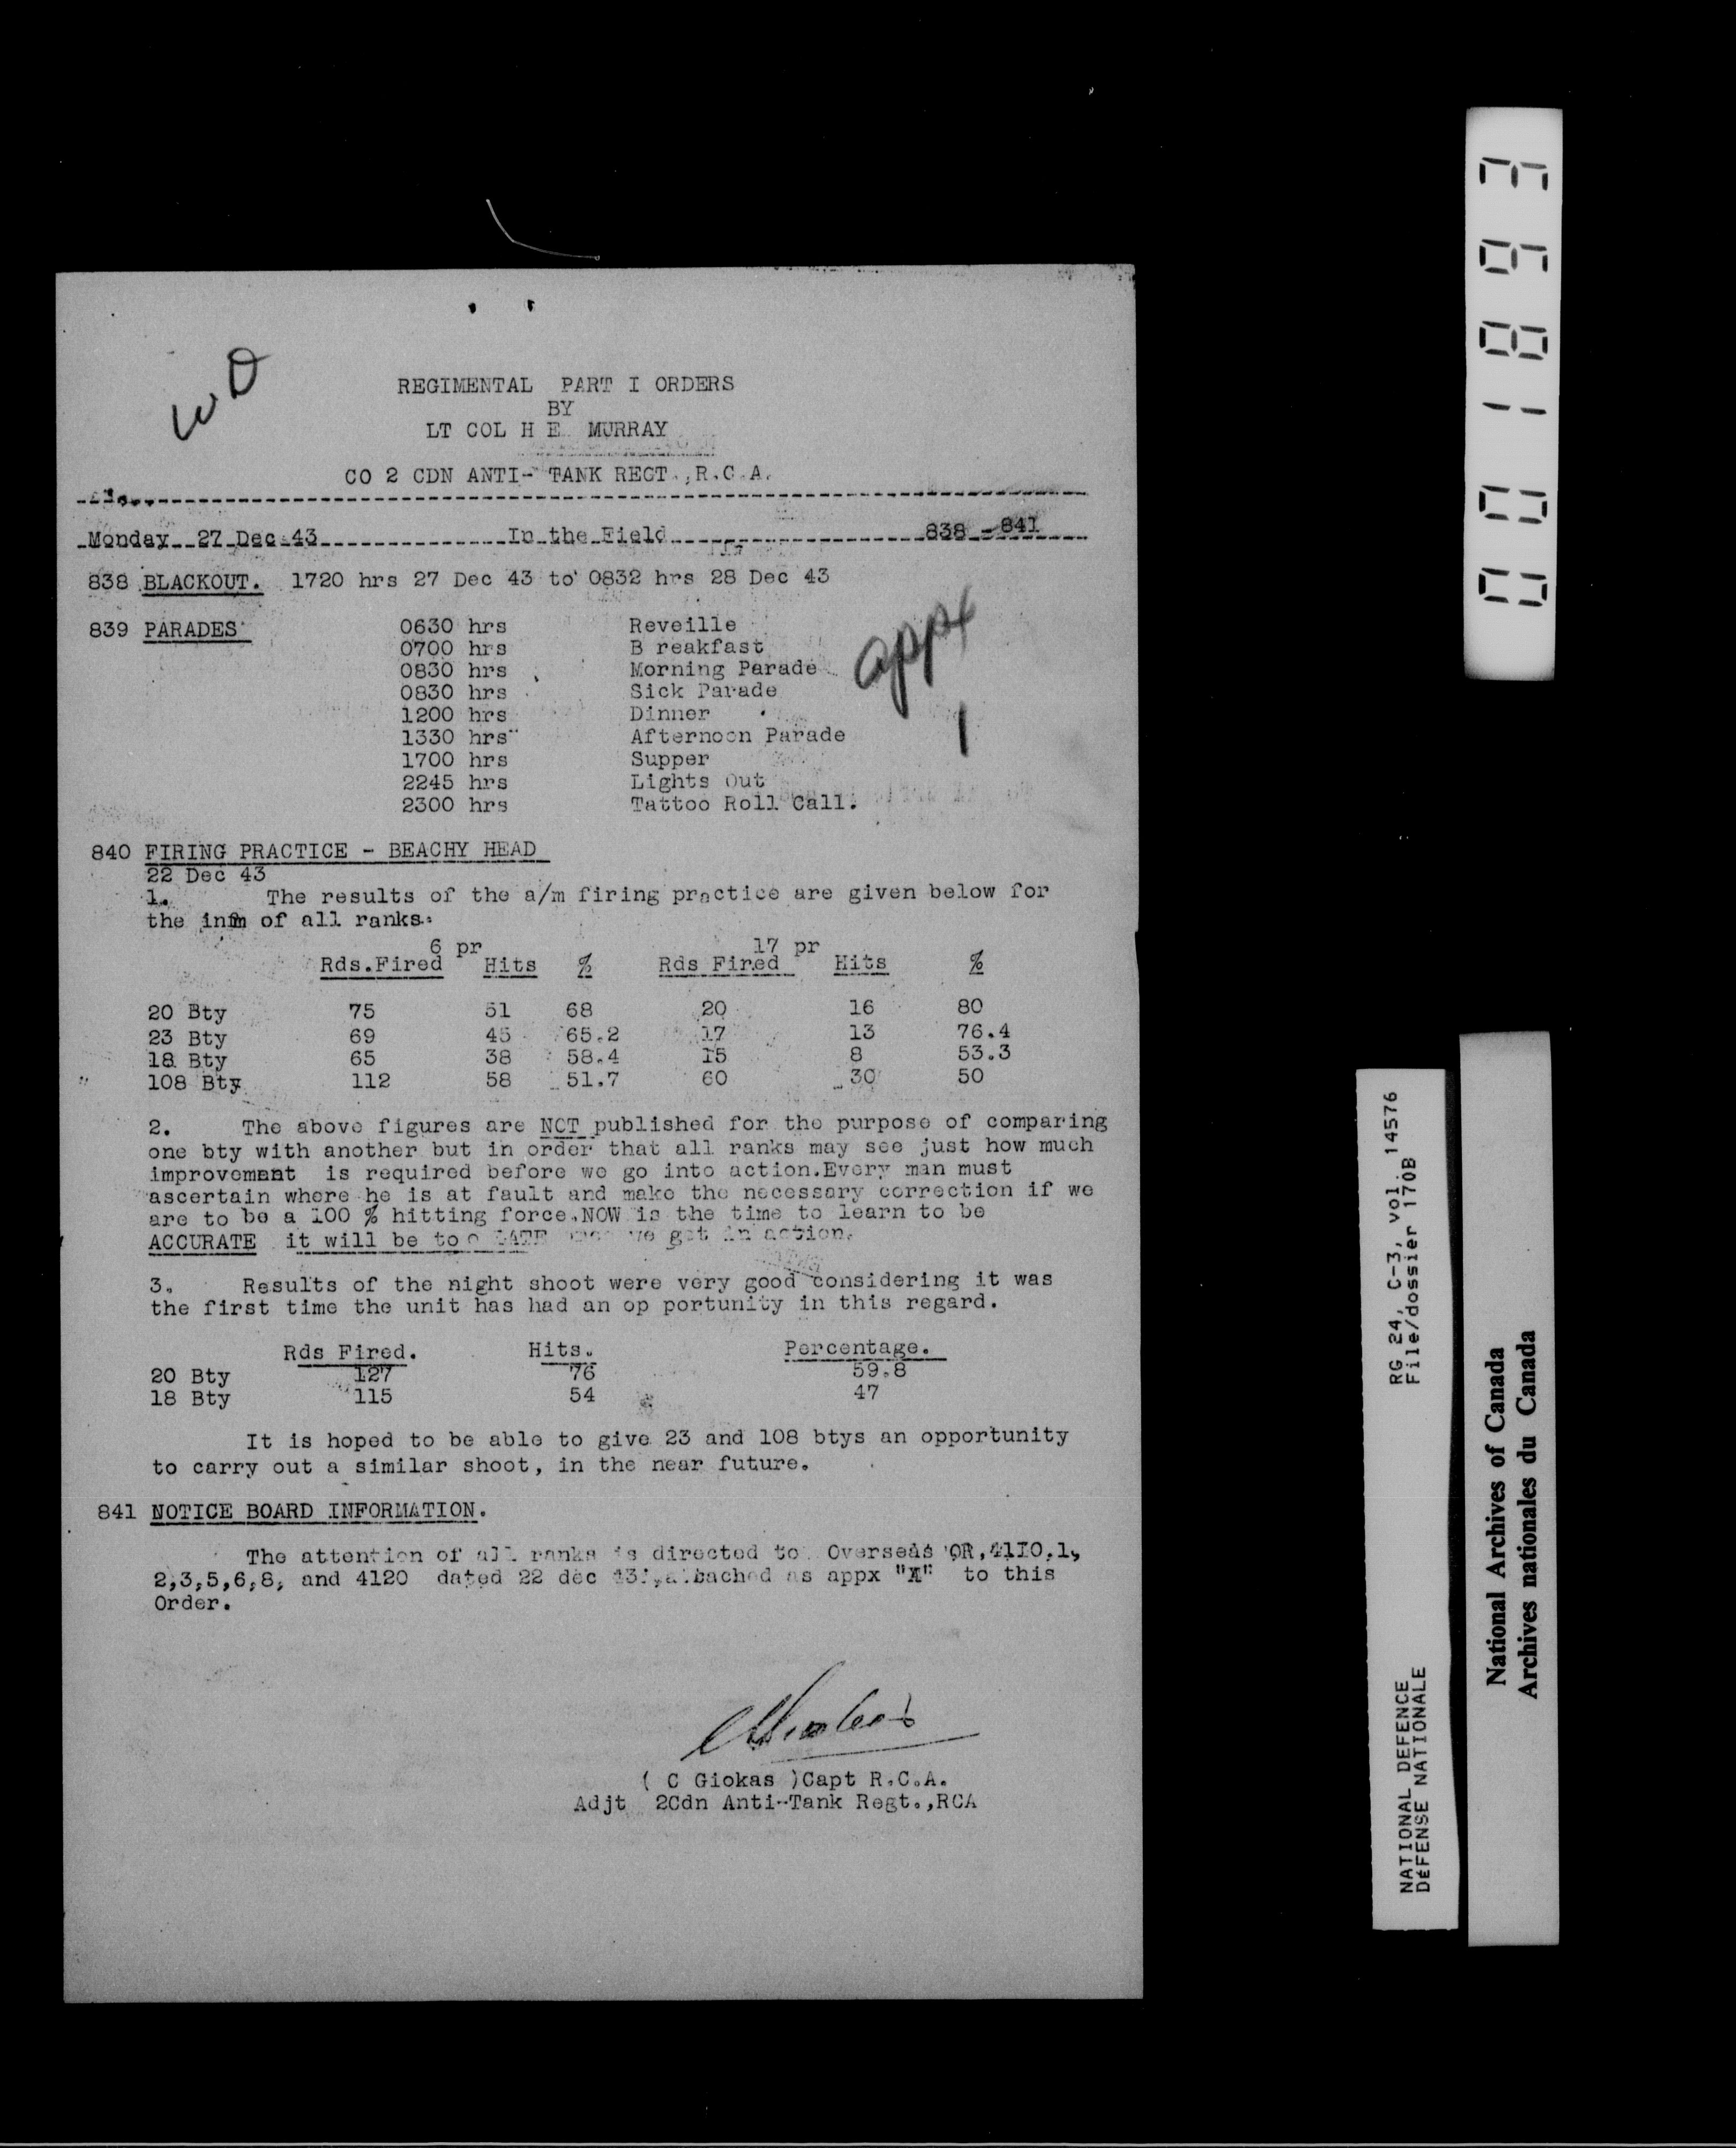 WD
REGIMENTAL PART I ORDERS
BY
LT COL H E MURRAY
CO 2 CDN ANTI- TANK REGT., R.C.A.
Monday 27 Dec 43 In the Field 838 - 841
838 BLACKOUT. 1720 hrs 27 Dec 43 to 0832 hrs 28 Dec 43
839 PARADES
0630 hrs Reveille
0700 hrs B reakfast
0830 hrs Morning Parade
0830 hrs Sick Parade
1200 hrs Dinner
1330 hrs Afternoon Parade
1700 hrs Supper
2245 hrs Lights Out
2300 hrs Tattoo Roll Call.
appx
1
840 FIRING PRACTICE - BEACHY HEAD
22 Dec 43
1. The results of the a/m firing practice are given below for
the infm of all ranks.
6 pr 17 pr
Rds.Fired Hits % Rds Fired Hits %
20 Bty 75 51 68 20 16 80
23 Bty 69 45 65.2 17 13 76.4
18 Bty 65 38 58.4 15 8 53.3
108 Bty 112 58 51.7 60 30 50
2. The above figures are NOT published for the purpose of comparing
one bty with another but in order that all ranks may see just how much
improvement is required before we go into action.Every man must
ascertain where he is at fault and make the necessary correction if we
are to be a 100 % hitting force.NOW is the time to learn to be
ACCURATE it will be too LATE once we get in action.
3. Results of the night shoot were very good considering it was
the first time the unit has had an op portunity in this regard.
Rds Fired. Hits. Percentage.
20 Bty 127 76 59.8
18 Bty 115 54 47
It is hoped to be able to give 23 and 108 btys an opportunity
to carry out a similar shoot, in the near future.
841 NOTICE BOARD INFORMATION.
The attention of all ranks is directed to Overseas OR,4110,1,
2,3,5,6,8, and 4120 dated 22 dec 43, attached as appx "A" to this
Order.
( C Giokas )Capt R.C.A.
Adjt 2Cdn Anti-Tank Regt.,RCA
001893
RG 24, C-3, vol. 14576
File/dossier 170B
NATIONAL DEFENCE
DÉFENSE NATIONALE
National Archives of Canada
Archives nationales du Canada